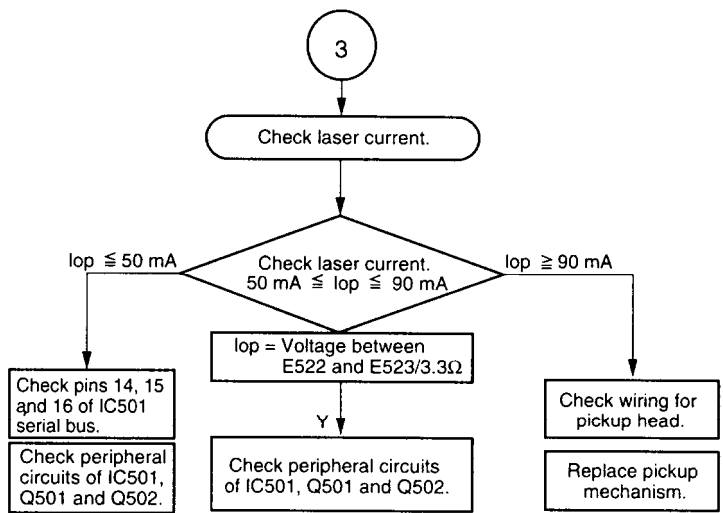 3
Check laser current.
Iop ≦ 50 mA
Check laser current.
50 mA ≦ Iop ≦ 90 mA
Iop ≧ 90 mA
Iop = Voltage between
E522 and E523/3.3Ω
Check pins 14, 15
and 16 of IC501
serial bus.
Check peripheral
circuits of IC501,
Q501 and Q502.
Y
Check peripheral circuits
of IC501, Q501 and Q502.
Check wiring for
pickup head.
Replace pickup
mechanism.